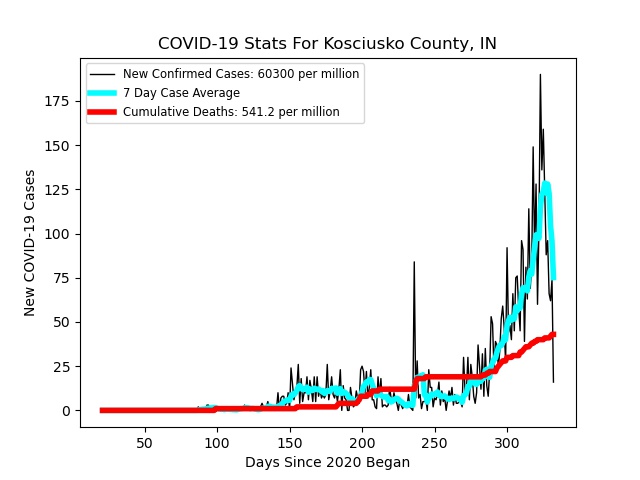 COVID-19 Stats For Kosciusko County, IN
New Confirmed Cases: 60300 per million
7 Day Case Average
Cumulative Deaths: 541.2 per million
New COVID-19 Cases
175
150
125
100
75
50
25
0
50 100 150 200 250 300
Days Since 2020 Began